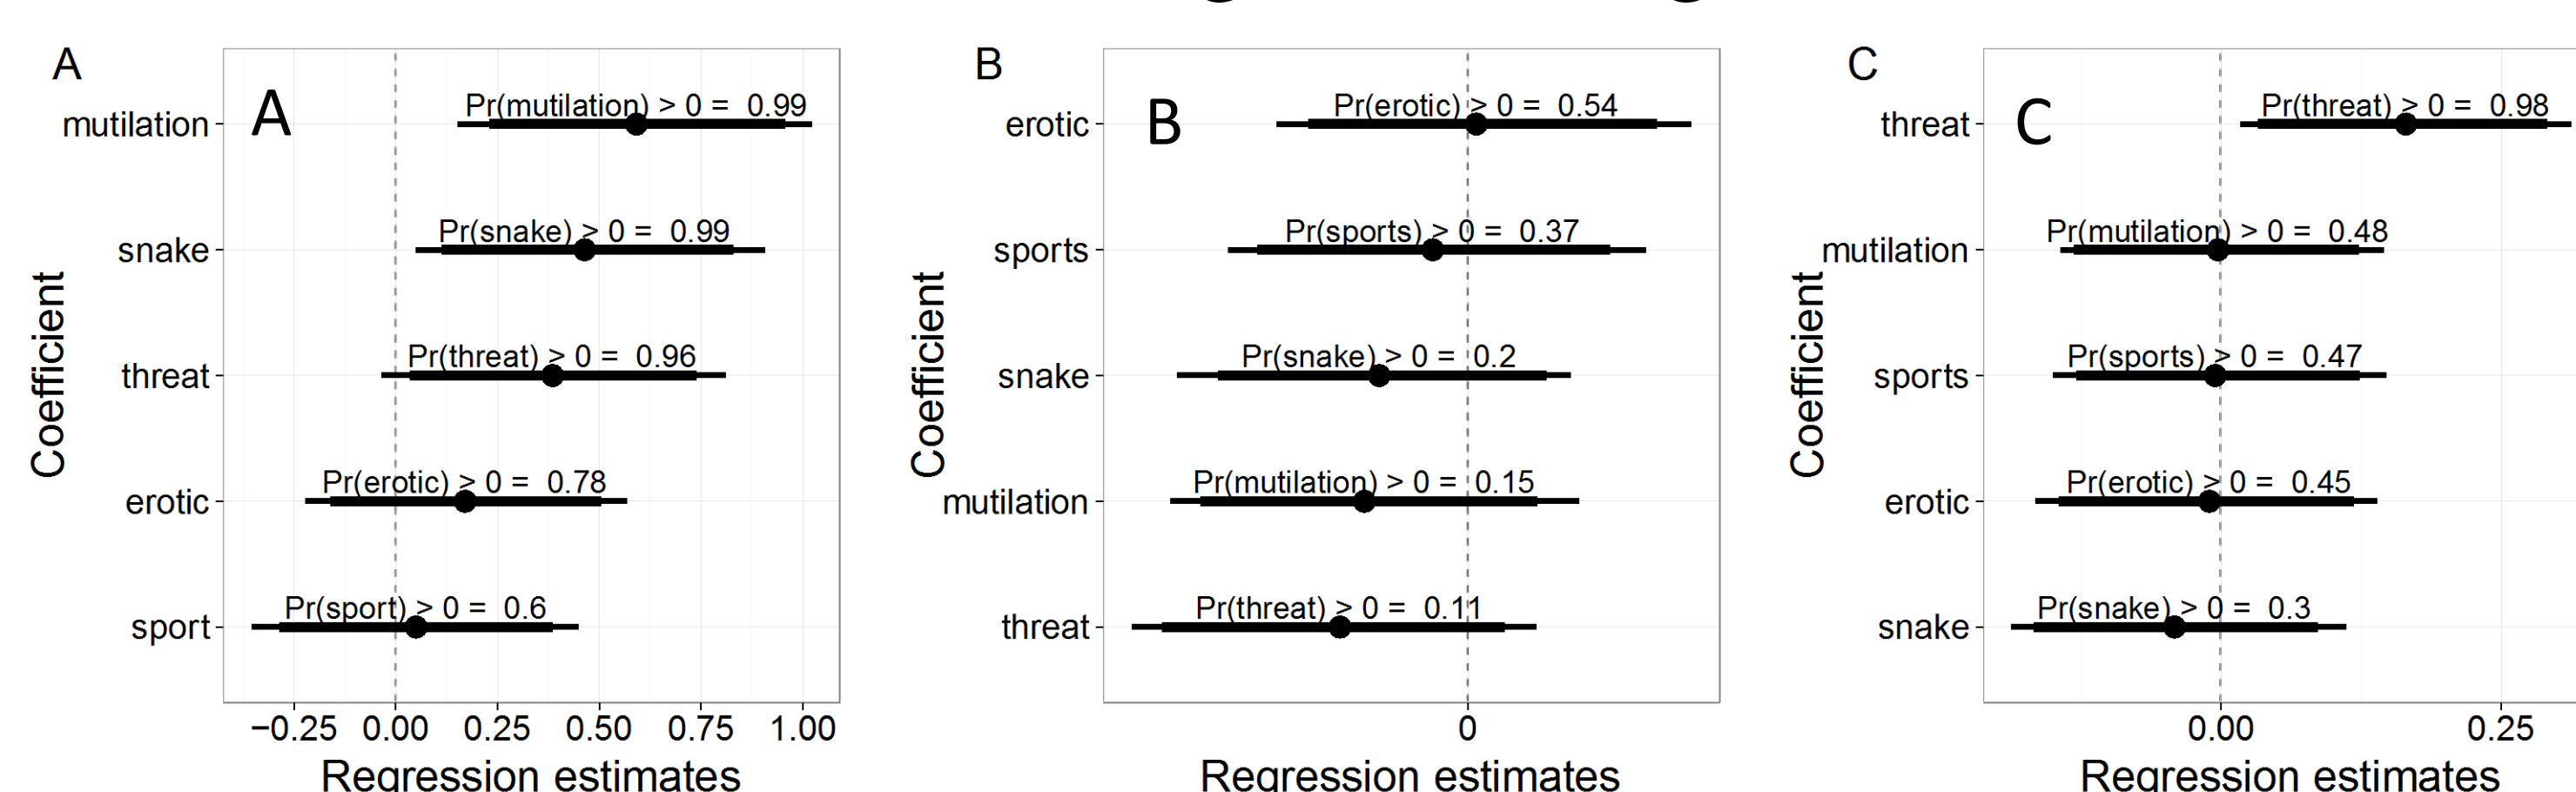 A
A
mutilation
Pr(mutilation) > 0 = 0.99
snake
Pr(snake) > 0 = 0.99
threat
Pr(threat) > 0 = 0.96
erotic
Pr(erotic) > 0 = 0.78
sport
Pr(sport) > 0 = 0.6
Coefficient
−0.25 0.00 0.25 0.50 0.75 1.00
Regression estimates
B
B
erotic
Pr(erotic) > 0 = 0.54
sports
Pr(sports) > 0 = 0.37
snake
Pr(snake) > 0 = 0.2
mutilation
Pr(mutilation) > 0 = 0.15
threat
Pr(threat) > 0 = 0.11
Coefficient
0
Regression estimates
C
C
threat
Pr(threat) > 0 = 0.98
mutilation
Pr(mutilation) > 0 = 0.48
sports
Pr(sports) > 0 = 0.47
erotic
Pr(erotic) > 0 = 0.45
snake
Pr(snake) > 0 = 0.3
Coefficient
0.00 0.25
Regression estimates